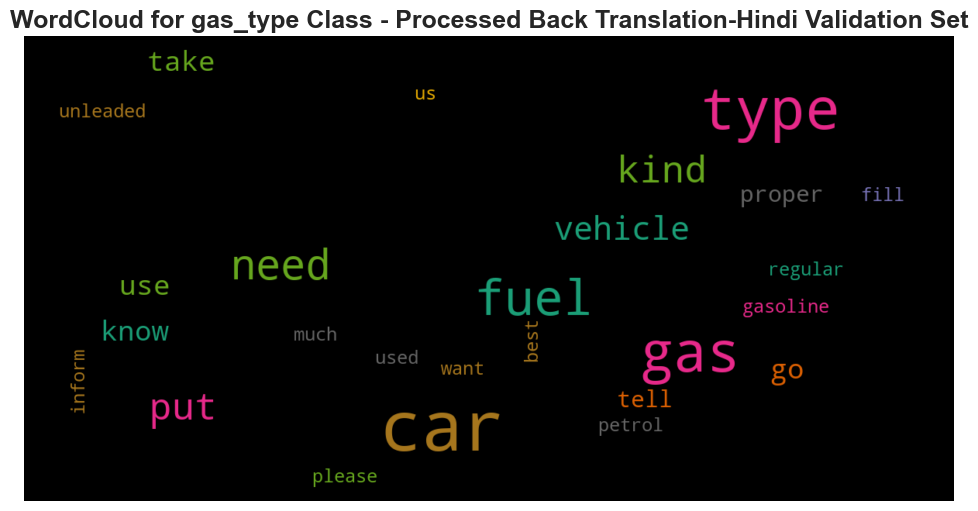 WordCloud for gas_type Class - Processed Back Translation-Hindi Validation Set
take
us
unleaded
type
kind
proper
fill
vehicle
need
regular
use
fuel
gasoline
know
much
best
used
gas
want
go
inform
put
tell
car
petrol
please